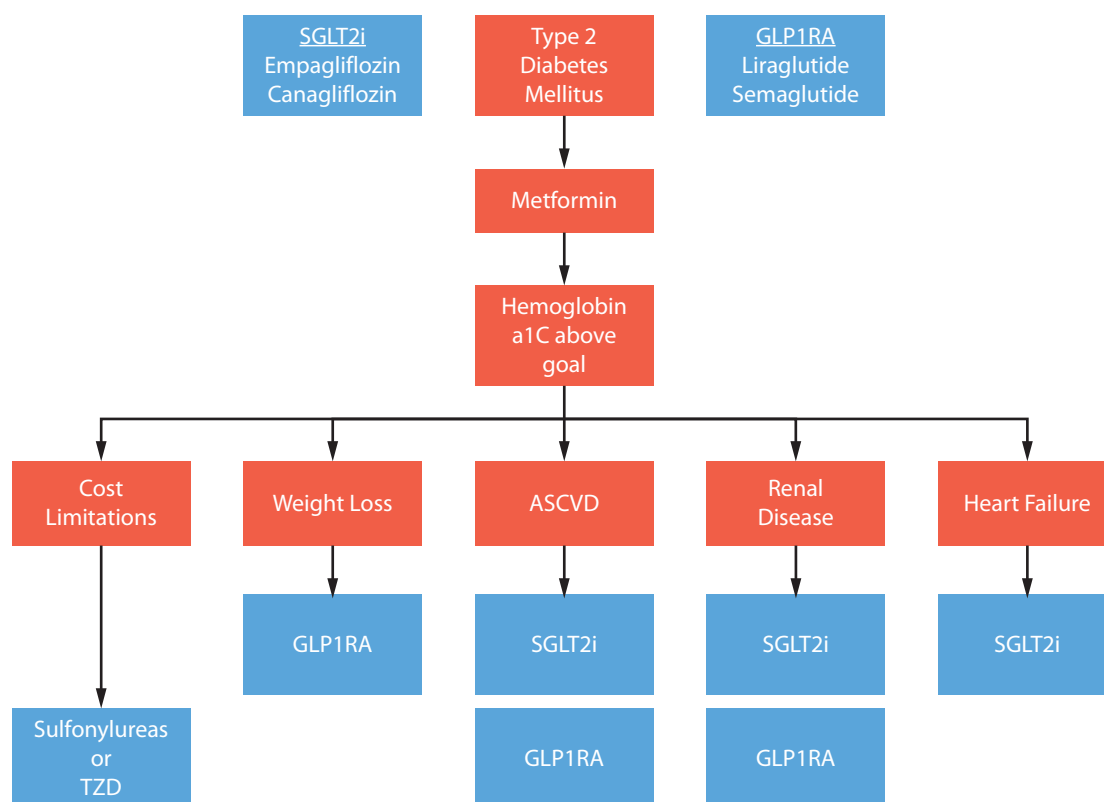 SGLT2i
Empagliflozin
Canagliflozin
Type 2
Diabetes
Mellitus
GLP1RA
Liraglutide
Semaglutide
Metformin
Hemoglobin
a1C above
goal
Cost
Limitations
Weight Loss
ASCVD
Renal
Disease
Heart Failure
GLP1RA
SGLT2i
SGLT2i
SGLT2i
Sulfonylureas
or
TZD
GLP1RA
GLP1RA